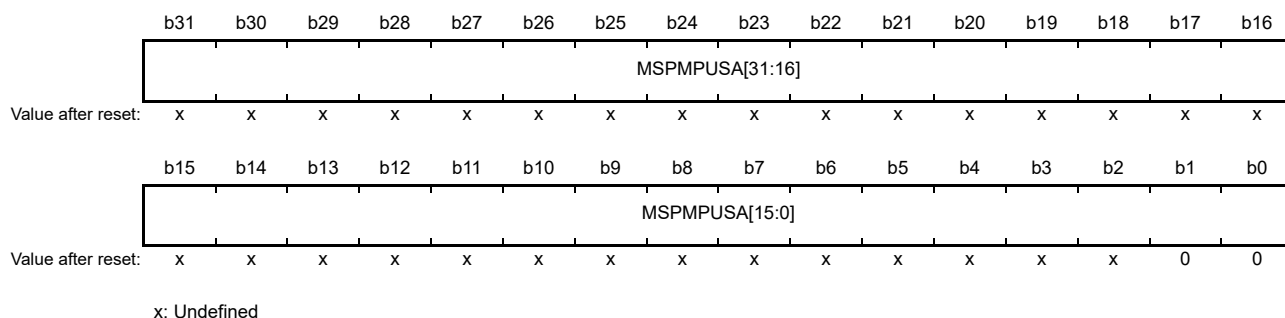 b31 b30 b29 b28 b27 b26 b25 b24 b23 b22 b21 b20 b19 b18 b17 b16
MSPMPUSA[31:16]
Value after reset: x x x x x x x x x x x x x x x x
b15 b14 b13 b12 b11 b10 b9 b8 b7 b6 b5 b4 b3 b2 b1 b0
MSPMPUSA[15:0]
Value after reset: x x x x x x x x x x x x x x 0 0
x: Undefined